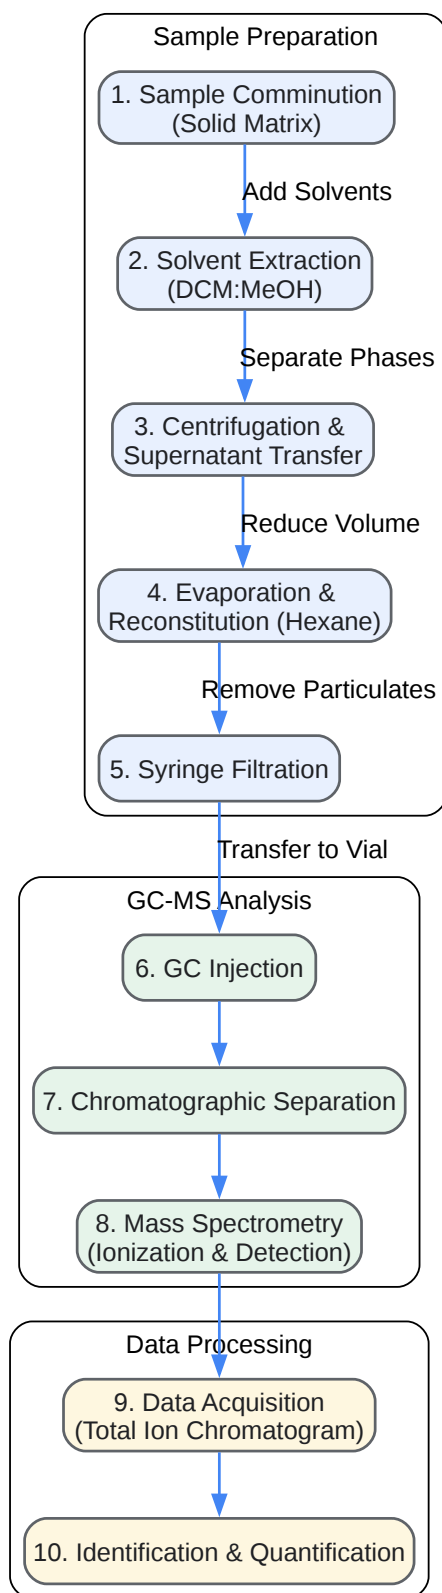 Sample Preparation
1. Sample Comminution
(Solid Matrix)
Add Solvents
2. Solvent Extraction
(DCM:MeOH)
Separate Phases
3. Centrifugation &
Supernatant Transfer
Reduce Volume
4. Evaporation &
Reconstitution (Hexane)
Remove Particulates
5. Syringe Filtration
Transfer to Vial
GC-MS Analysis
6. GC Injection
7. Chromatographic Separation
8. Mass Spectrometry
(Ionization & Detection)
Data Processing
9. Data Acquisition
(Total Ion Chromatogram)
10. Identification & Quantification